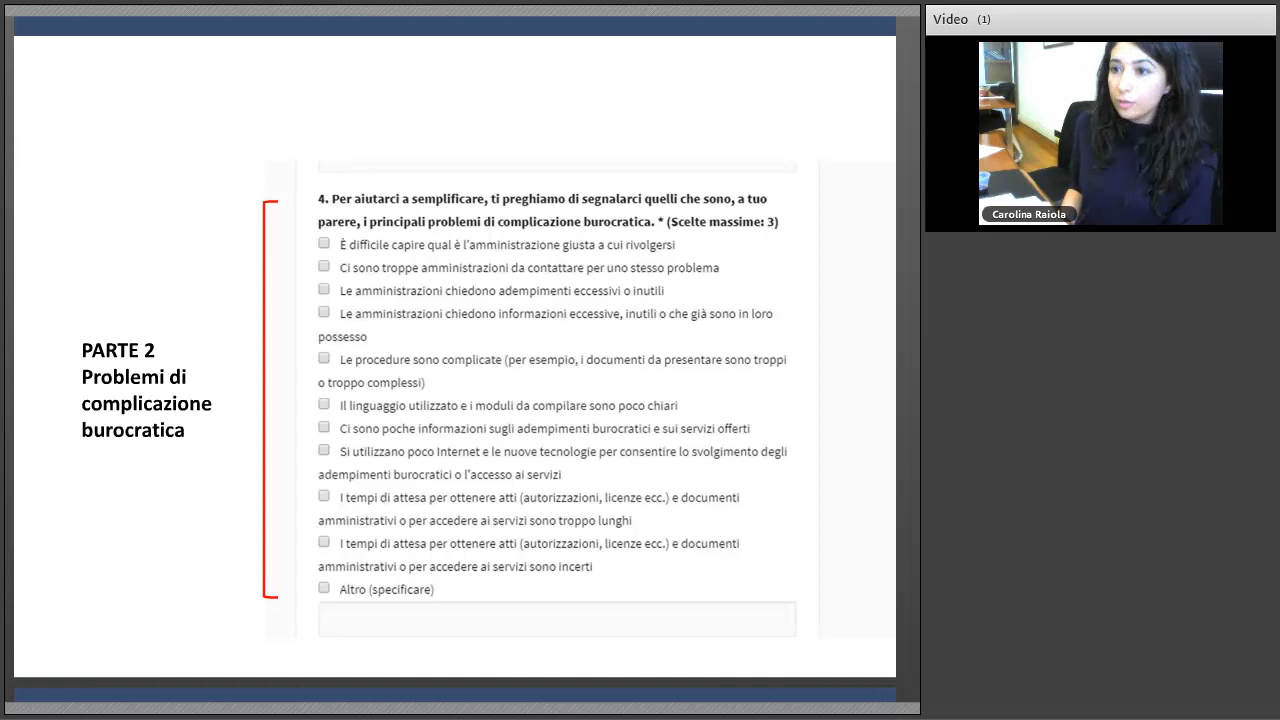 PARTE 2
Problemi di
complicazione
burocratica
4. Per aiutarci a semplificare, ti preghiamo di segnalarci quelli che sono, a tuo
parere, i principali problemi di complicazione burocratica. * (Scelte massime: 3)
È difficile capire qual è l'amministrazione giusta a cui rivolgersi
Ci sono troppe amministrazioni da contattare per uno stesso problema
Le amministrazioni chiedono adempimenti eccessivi o inutili
Le amministrazioni chiedono informazioni eccessive, inutili o che già sono in loro
possesso
Le procedure sono complicate (per esempio, i documenti da presentare sono troppi
o troppo complessi)
Il linguaggio utilizzato e i moduli da compilare sono poco chiari
Ci sono poche informazioni sugli adempimenti burocratici e sui servizi offerti
Si utilizzano poco Internet e le nuove tecnologie per consentire lo svolgimento degli
adempimenti burocratici o l'accesso ai servizi
I tempi di attesa per ottenere atti (autorizzazioni, licenze ecc.) e documenti
amministrativi o per accedere ai servizi sono troppo lunghi
I tempi di attesa per ottenere atti (autorizzazioni, licenze ecc.) e documenti
amministrativi o per accedere ai servizi sono incerti
Altro (specificare)
Video (1)
Carolina Raiola